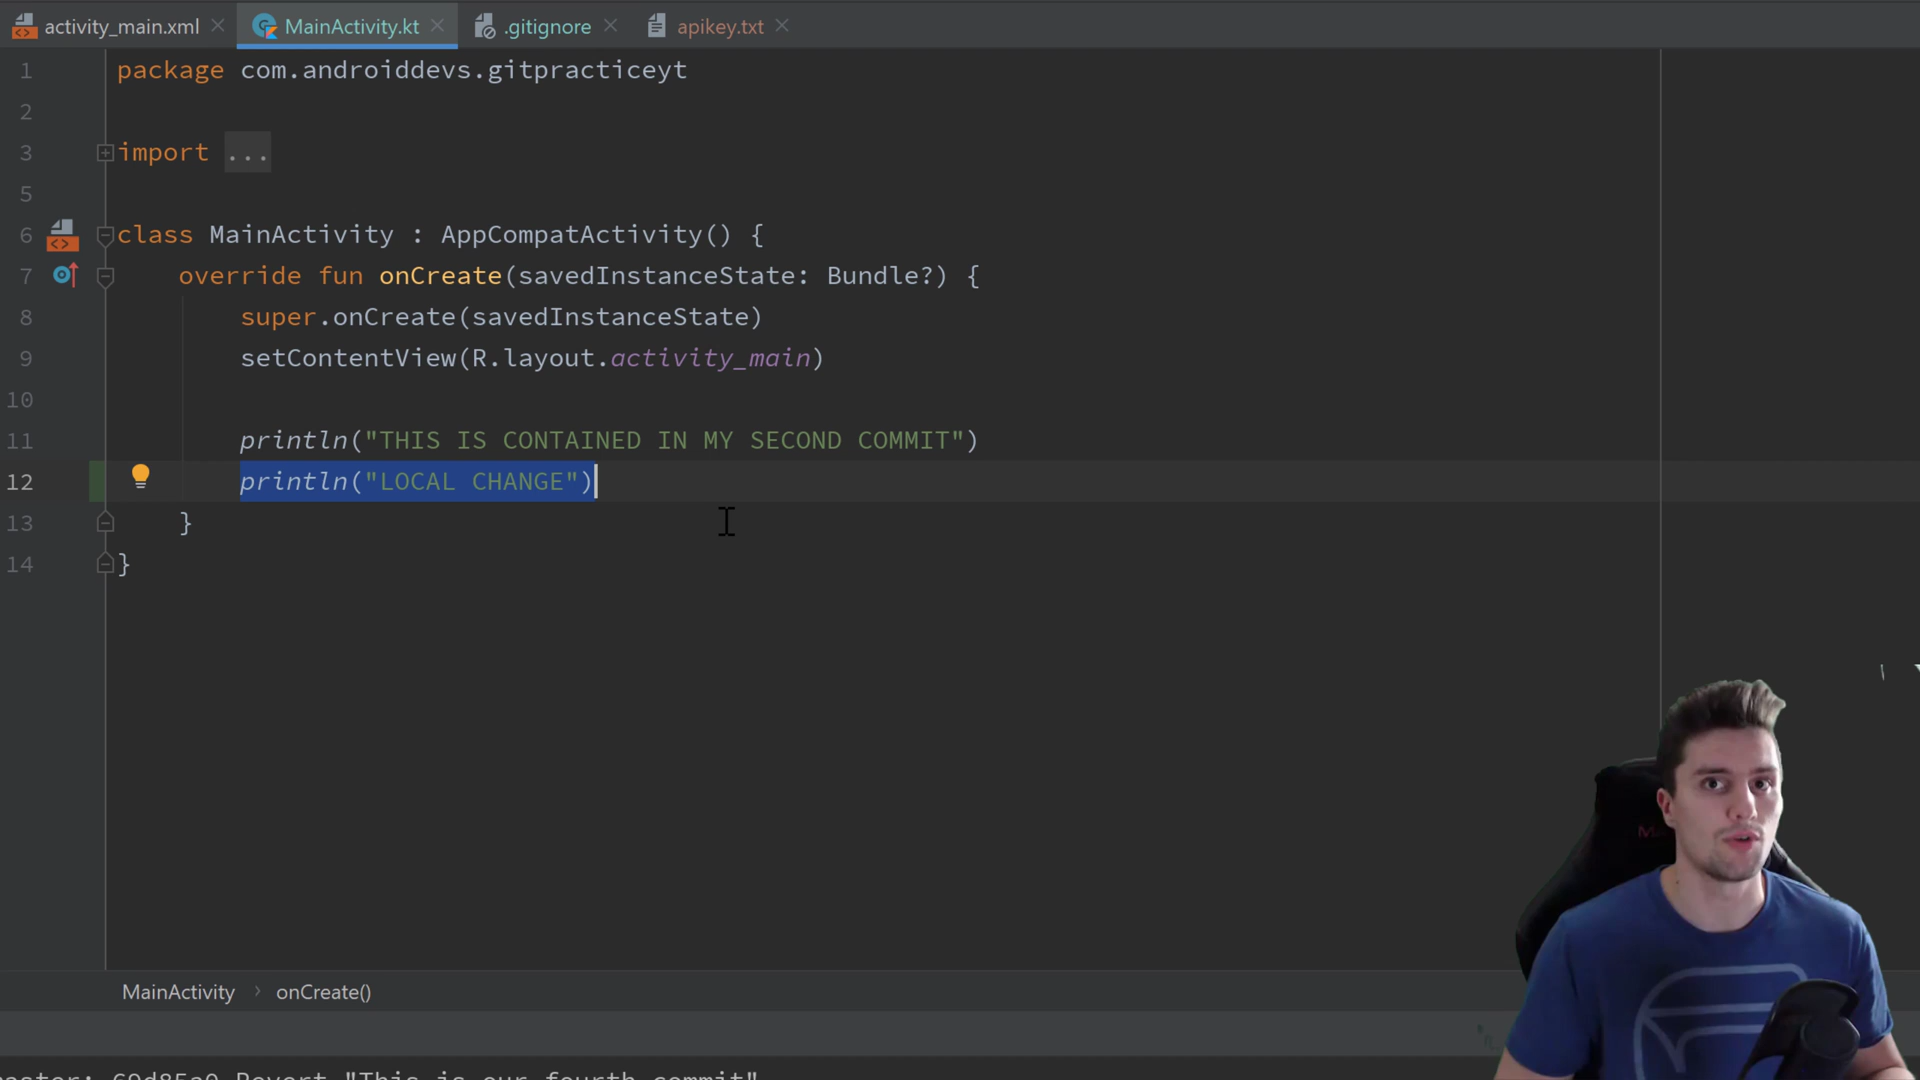 activity_main.xml MainActivity.kt .gitignore apikey.txt
1 package com.androiddevs.gitpracticeyt
2
3 import ...
5
6 class MainActivity : AppCompatActivity() {
7 override fun onCreate(savedInstanceState: Bundle?) {
8 super.onCreate(savedInstanceState)
9 setContentView(R.layout.activity_main)
10
11 println("THIS IS CONTAINED IN MY SECOND COMMIT")
12 println("LOCAL CHANGE")
13 }
14 }
MainActivity › onCreate()
69d85a0 Revert "This is our fourth commit"